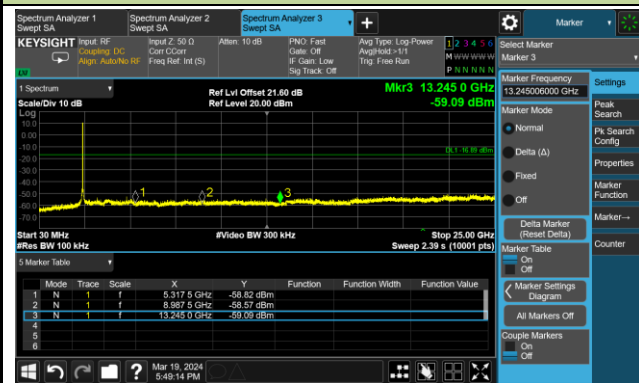 Spectrum Analyzer 1
Swept SA
Spectrum Analyzer 2
Swept SA
Spectrum Analyzer 3
Swept SA
Marker
KEYSIGHT
Input: RF
Coupling: DC
Align: Auto/No RF
Input Z: 50 Ω
Corr CCorr
Freq Ref: Int (S)
Atten: 10 dB
PNO: Fast
Gate: Off
IF Gain: Low
Sig Track: Off
Avg Type: Log-Power
Avg|Hold:>1/1
Trig: Free Run
1 2 3 4 5 6
M W W W W W
P N N N N N
LVI
1 Spectrum
Scale/Div 10 dB
Ref Lvl Offset 21.60 dB
Ref Level 20.00 dBm
Mkr3 13.245 0 GHz
-59.09 dBm
Log
10.0
0.00
-10.0
-20.0
-30.0
-40.0
-50.0
-60.0
-70.0
DL1 -16.89 dBm
1
2
3
Start 30 MHz
#Res BW 100 kHz
#Video BW 300 kHz
Stop 25.00 GHz
Sweep 2.39 s (10001 pts)
5 Marker Table
Mode Trace Scale X Y Function Function Width Function Value
1 N 1 f 5.317 5 GHz -58.82 dBm
2 N 1 f 8.987 5 GHz -58.57 dBm
3 N 1 f 13.245 0 GHz -59.09 dBm
4
5
6
Mar 19, 2024
5:49:14 PM
Select Marker
Marker 3
Marker Frequency
13.245006000 GHz
Marker Mode
Normal
Delta (Δ)
Fixed
Off
Delta Marker
(Reset Delta)
Marker Table
On
Off
Marker Settings
Diagram
All Markers Off
Couple Markers
On
Off
Settings
Peak
Search
Pk Search
Config
Properties
Marker
Function
Marker→
Counter